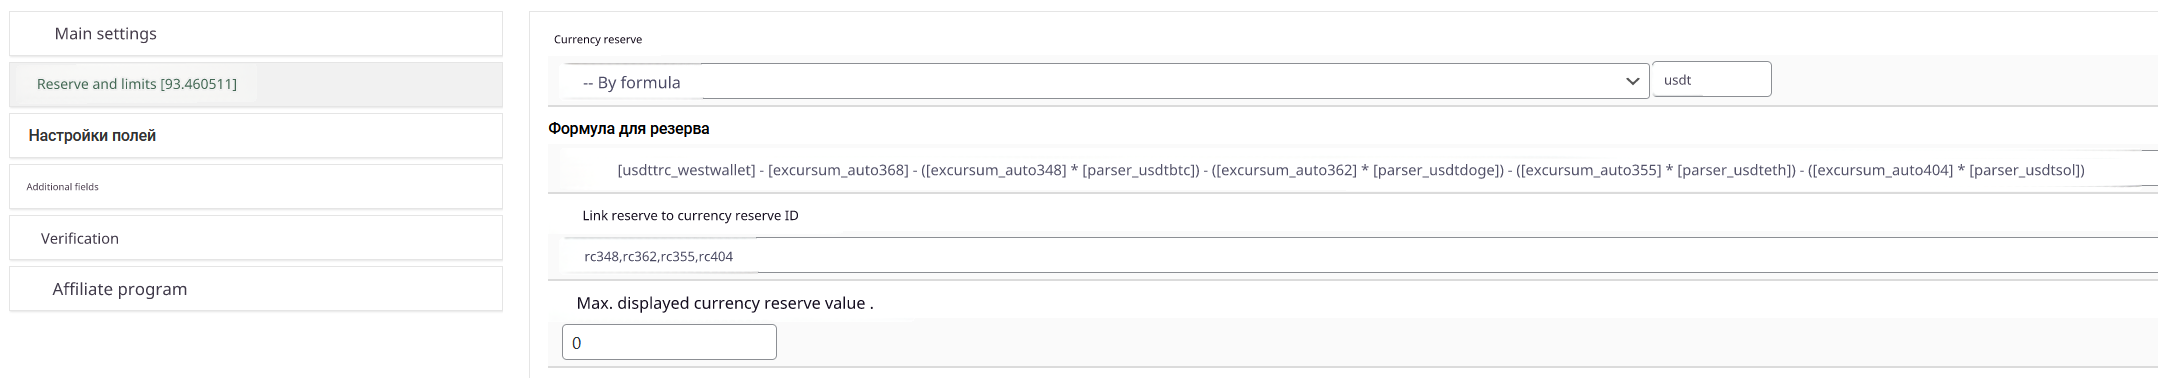 Main settings
Reserve and limits [93.460511]
Настройки полей
Additional fields
Verification
Affiliate program
Currency reserve
-- By formula
usdt
Формула для резерва
[usdttrc_westwallet] - [excursum_auto368] - ([excursum_auto348] * [parser_usdtbtc]) - ([excursum_auto362] * [parser_usdtdoge]) - ([excursum_auto355] * [parser_usdteth]) - ([excursum_auto404] * [parser_usdtsol])
Link reserve to currency reserve ID
rc348,rc362,rc355,rc404
Max. displayed currency reserve value .
0